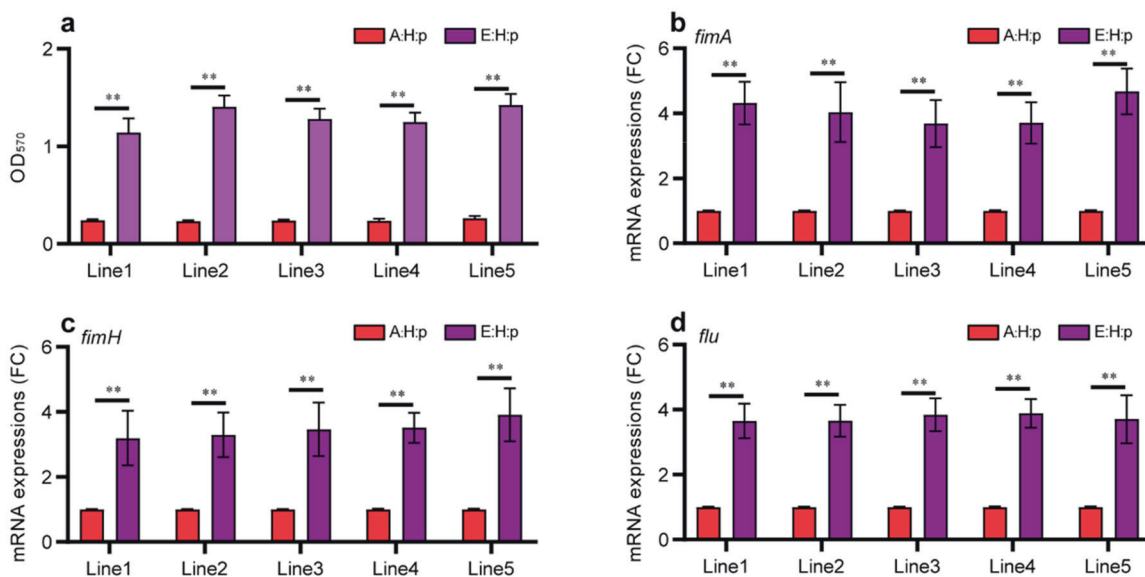 a
A:H:p E:H:p
2
1
0
OD₅₇₀
** ** ** ** **
Line1 Line2 Line3 Line4 Line5
b
fimA
A:H:p E:H:p
6
4
2
0
mRNA expressions (FC)
** ** ** ** **
Line1 Line2 Line3 Line4 Line5
c
fimH
A:H:p E:H:p
6
4
2
0
mRNA expressions (FC)
** ** ** ** **
Line1 Line2 Line3 Line4 Line5
d
flu
A:H:p E:H:p
6
4
2
0
mRNA expressions (FC)
** ** ** ** **
Line1 Line2 Line3 Line4 Line5